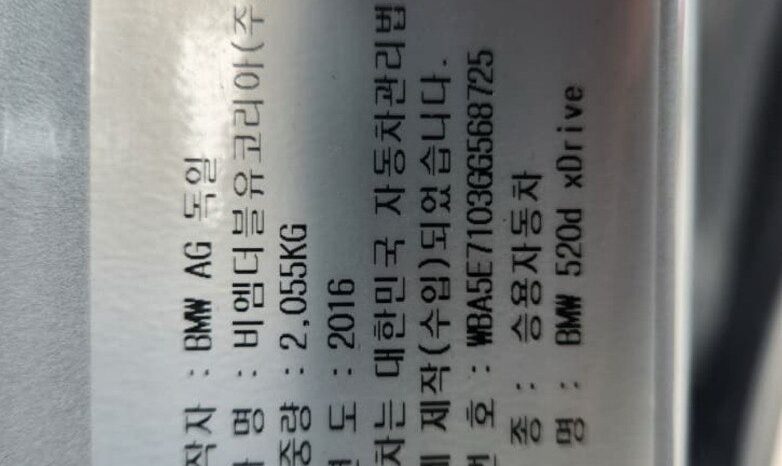 작자 : BMW AG 독일
명 : 비엠더블유코리아(주
중량 : 2,055KG
도 : 2016
차는 대한민국 자동차관리법
제작(수입)되었습니다.
호 : WBA5E7103GG568725
종 : 승용자동차
명 : BMW 520d xDrive